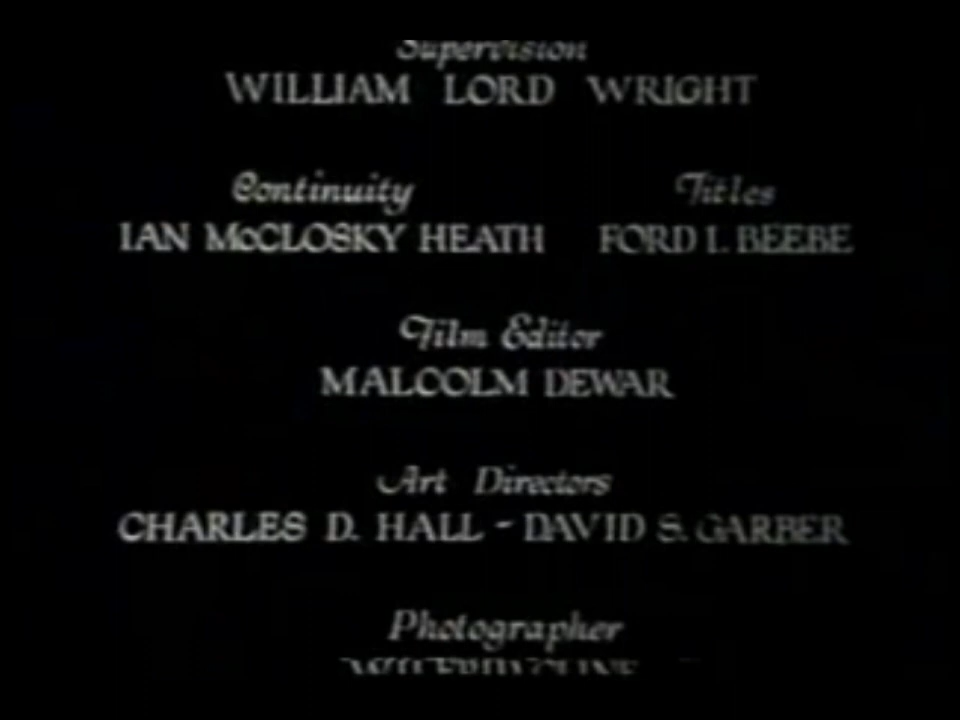 Supervision
WILLIAM LORD WRIGHT
Continuity Titles
IAN McCLOSKY HEATH FORD I. BEEBE
Film Editor
MALCOLM DEWAR
Art Directors
CHARLES D. HALL - DAVID S. GARBER
Photographer